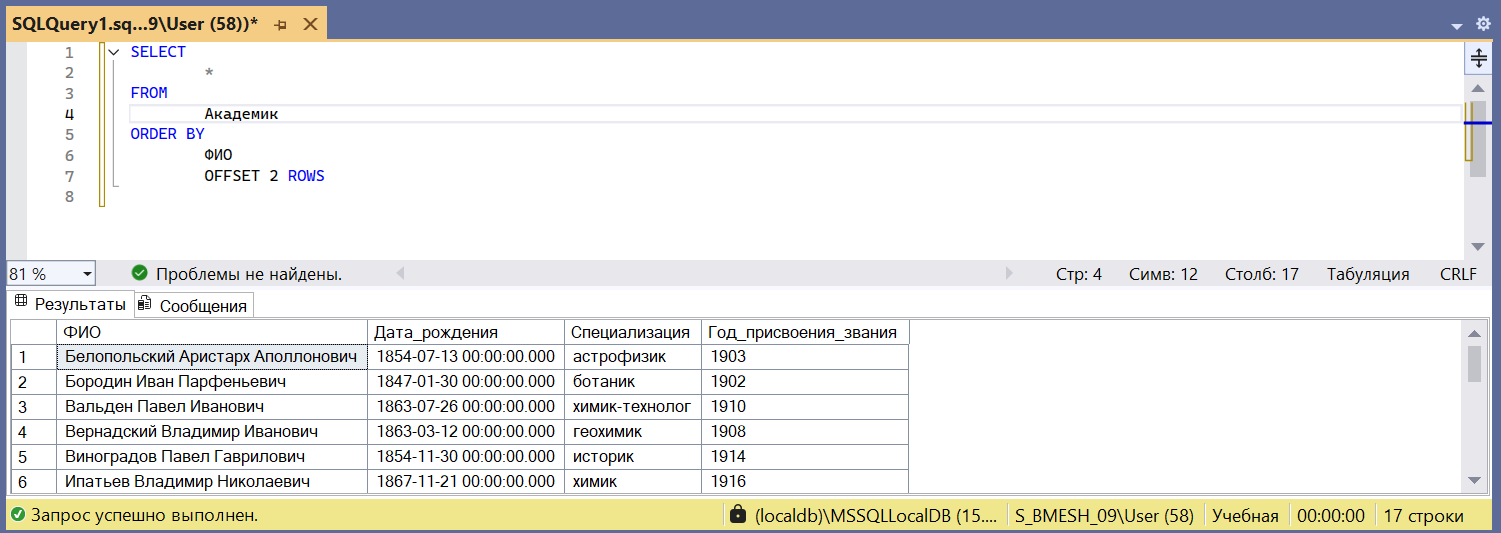 SQLQuery1.sq...9\User (58))*
1 SELECT
2 *
3 FROM
4 Академик
5 ORDER BY
6 ФИО
7 OFFSET 2 ROWS
8
81 % Проблемы не найдены. Стр: 4 Симв: 12 Столб: 17 Табуляция CRLF
Результаты Сообщения
ФИО Дата_рождения Специализация Год_присвоения_звания
1 Белопольский Аристарх Аполлонович 1854-07-13 00:00:00.000 астрофизик 1903
2 Бородин Иван Парфеньевич 1847-01-30 00:00:00.000 ботаник 1902
3 Вальден Павел Иванович 1863-07-26 00:00:00.000 химик-технолог 1910
4 Вернадский Владимир Иванович 1863-03-12 00:00:00.000 геохимик 1908
5 Виноградов Павел Гаврилович 1854-11-30 00:00:00.000 историк 1914
6 Ипатьев Владимир Николаевич 1867-11-21 00:00:00.000 химик 1916
Запрос успешно выполнен. (localdb)\MSSQLLocalDB (15.... S_BMESH_09\User (58) Учебная 00:00:00 17 строки